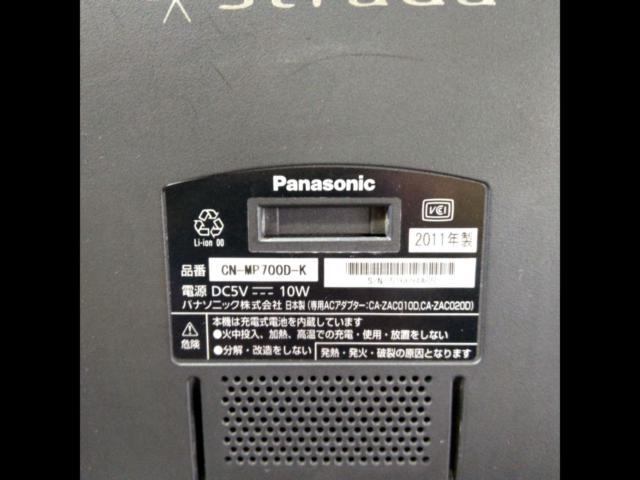 strada
Panasonic
VCCI
Li-ion 00
2011年製
品番 CN-MP700D-K
S/N
電源 DC5V 10W
パナソニック株式会社 日本製 (専用ACアダプター:CA-ZAC010D,CA-ZAC020D)
危険
本機は充電式電池を内蔵しています
●火中投入、加熱、高温での充電・使用・放置をしない
●分解・改造をしない 発熱・発火・破裂の原因となります